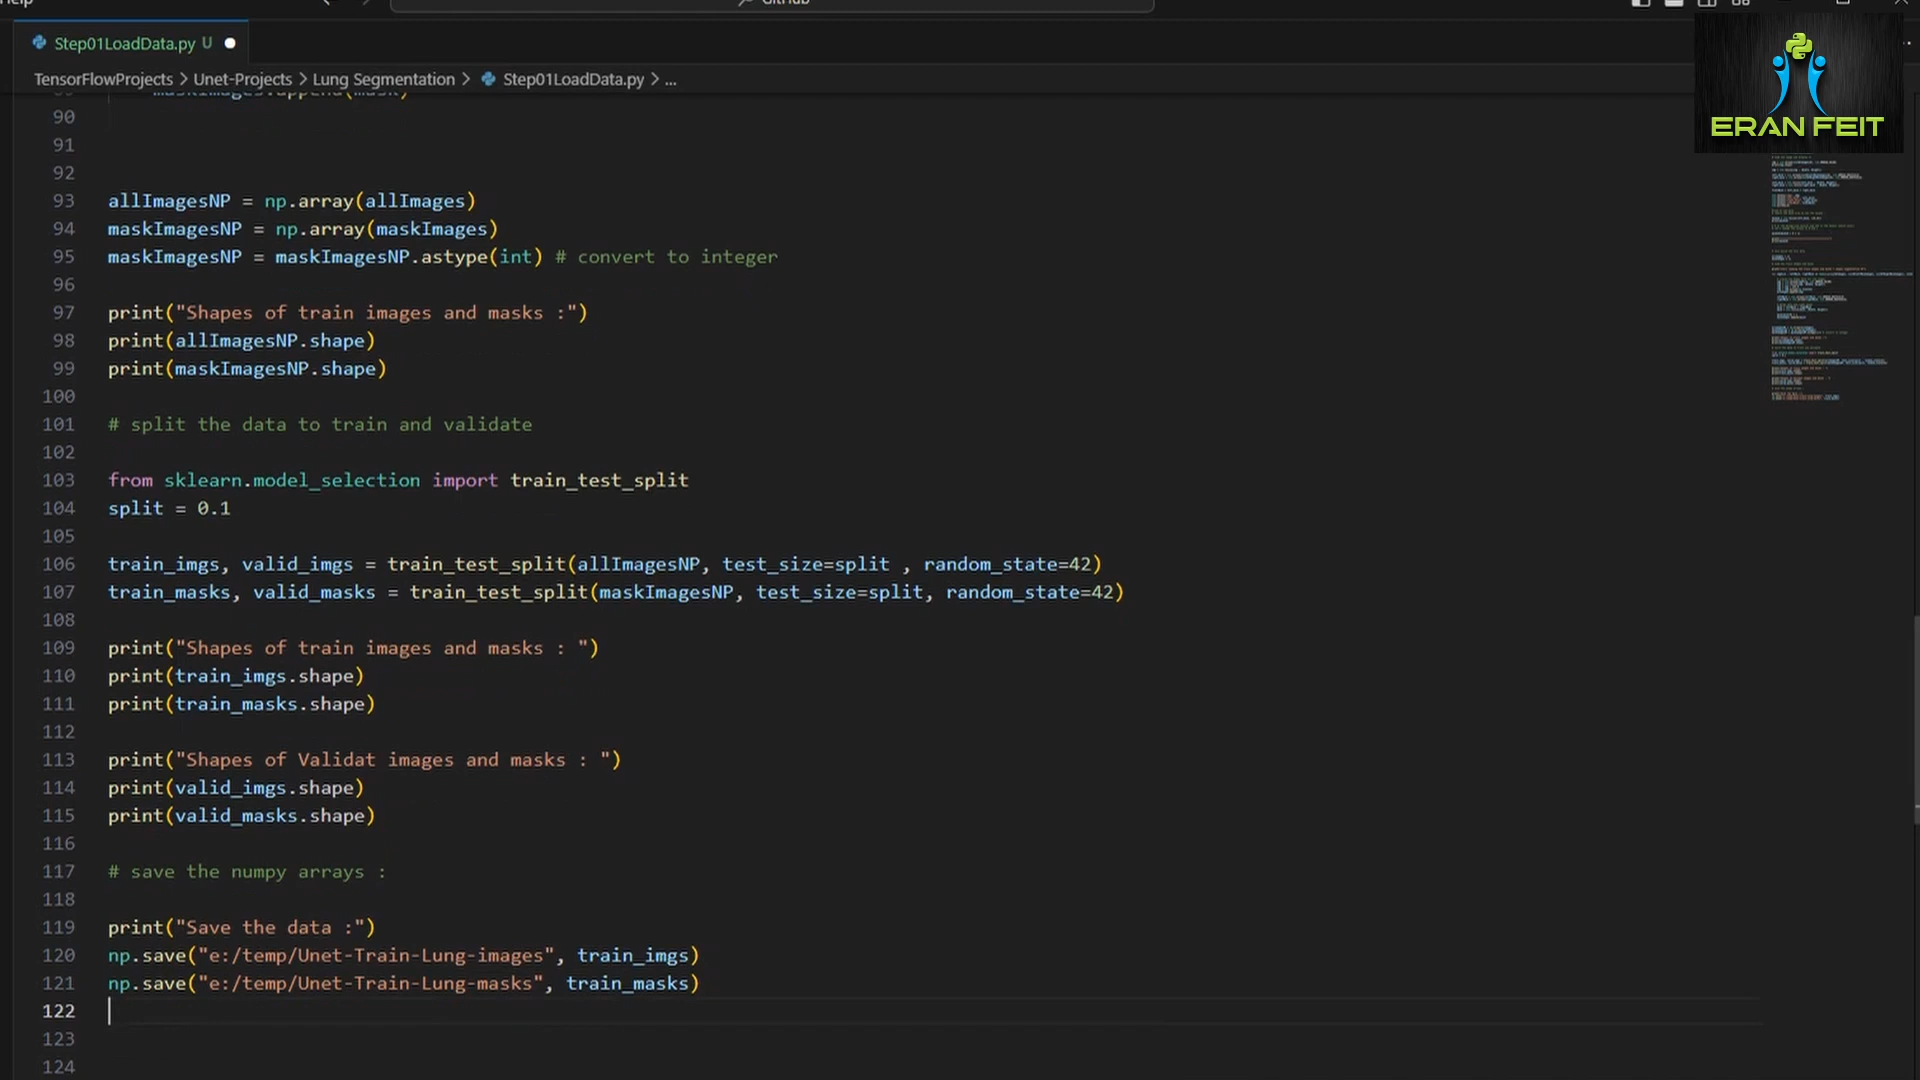 Help
GitHub
Step01LoadData.py U
ERAN FEIT
TensorFlowProjects > Unet-Projects > Lung Segmentation > Step01LoadData.py > ...
89 maskImages.append(mask)
90
91
92
93 allImagesNP = np.array(allImages)
94 maskImagesNP = np.array(maskImages)
95 maskImagesNP = maskImagesNP.astype(int) # convert to integer
96
97 print("Shapes of train images and masks :")
98 print(allImagesNP.shape)
99 print(maskImagesNP.shape)
100
101 # split the data to train and validate
102
103 from sklearn.model_selection import train_test_split
104 split = 0.1
105
106 train_imgs, valid_imgs = train_test_split(allImagesNP, test_size=split , random_state=42)
107 train_masks, valid_masks = train_test_split(maskImagesNP, test_size=split, random_state=42)
108
109 print("Shapes of train images and masks : ")
110 print(train_imgs.shape)
111 print(train_masks.shape)
112
113 print("Shapes of Validat images and masks : ")
114 print(valid_imgs.shape)
115 print(valid_masks.shape)
116
117 # save the numpy arrays :
118
119 print("Save the data :")
120 np.save("e:/temp/Unet-Train-Lung-images", train_imgs)
121 np.save("e:/temp/Unet-Train-Lung-masks", train_masks)
122
123
124